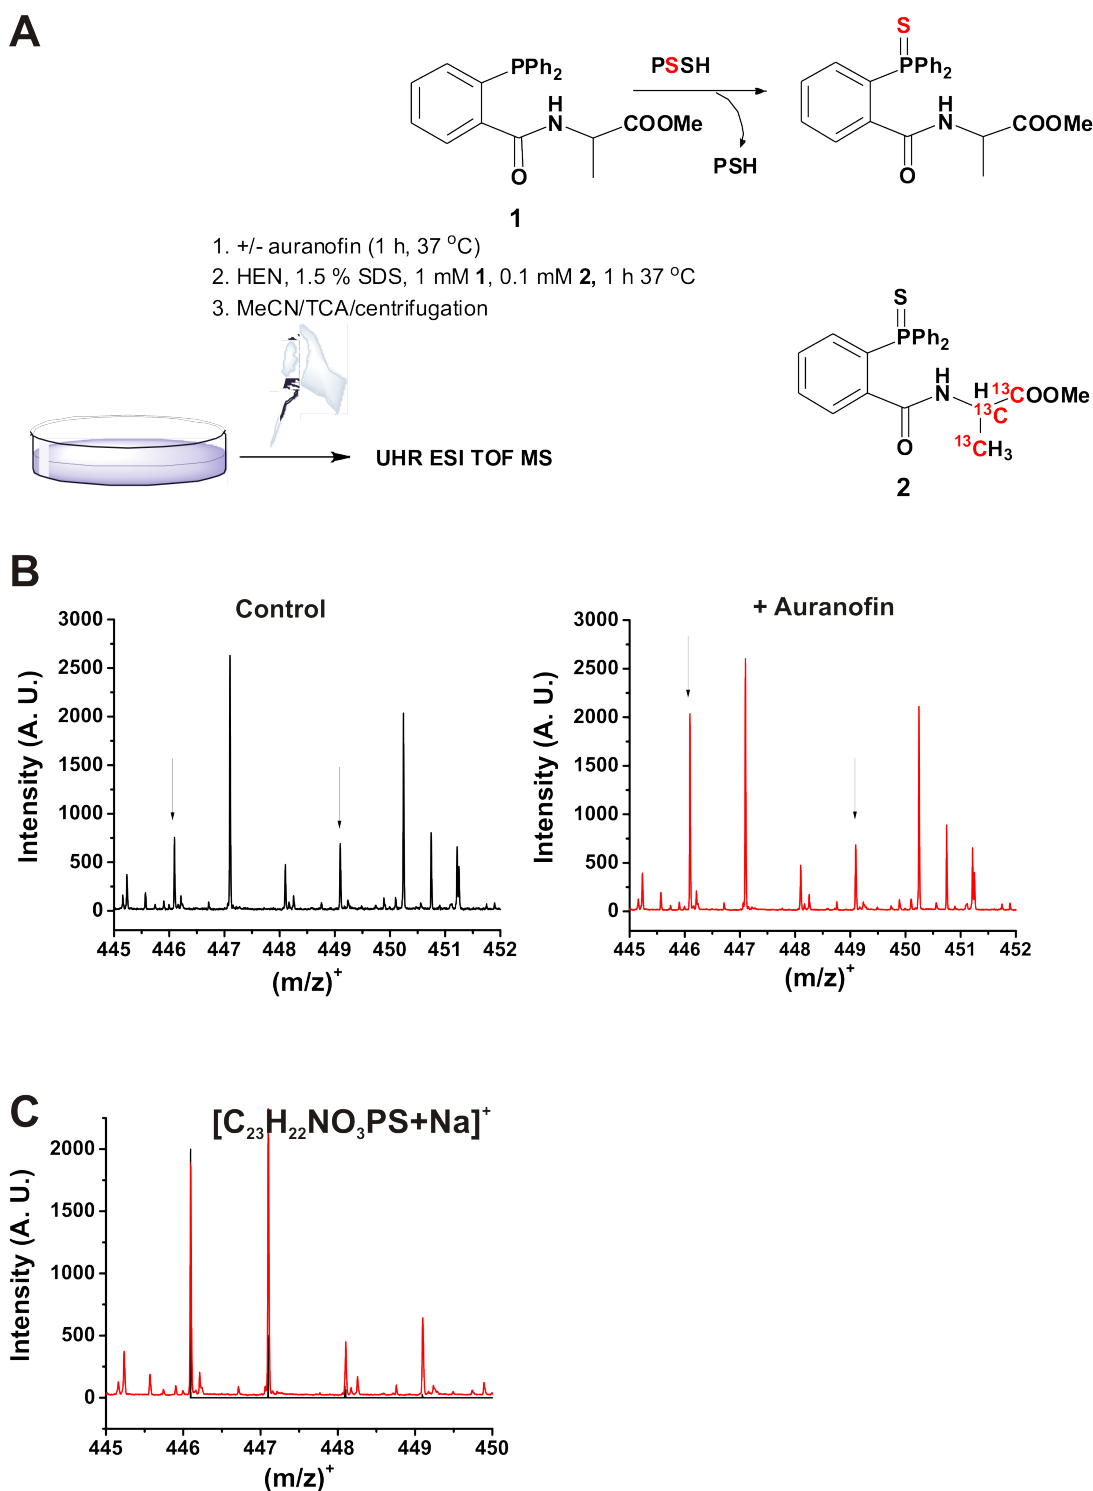 A
PPh2
H
N
COOMe
O
1
PSSH
PSH
S
PPh2
H
N
COOMe
O
1. +/- auranofin (1 h, 37 oC)
2. HEN, 1.5 % SDS, 1 mM 1, 0.1 mM 2, 1 h 37 oC
3. MeCN/TCA/centrifugation
UHR ESI TOF MS
S
PPh2
H
N
H 13COOMe
13C
O
13CH3
2
B
Control
3000
2500
2000
1500
1000
500
0
Intensity (A. U.)
445 446 447 448 449 450 451 452
(m/z)+
+ Auranofin
3000
2500
2000
1500
1000
500
0
Intensity (A. U.)
445 446 447 448 449 450 451 452
(m/z)+
C
[C23H22NO3PS+Na]+
2000
1500
1000
500
0
Intensity (A. U.)
445 446 447 448 449 450
(m/z)+